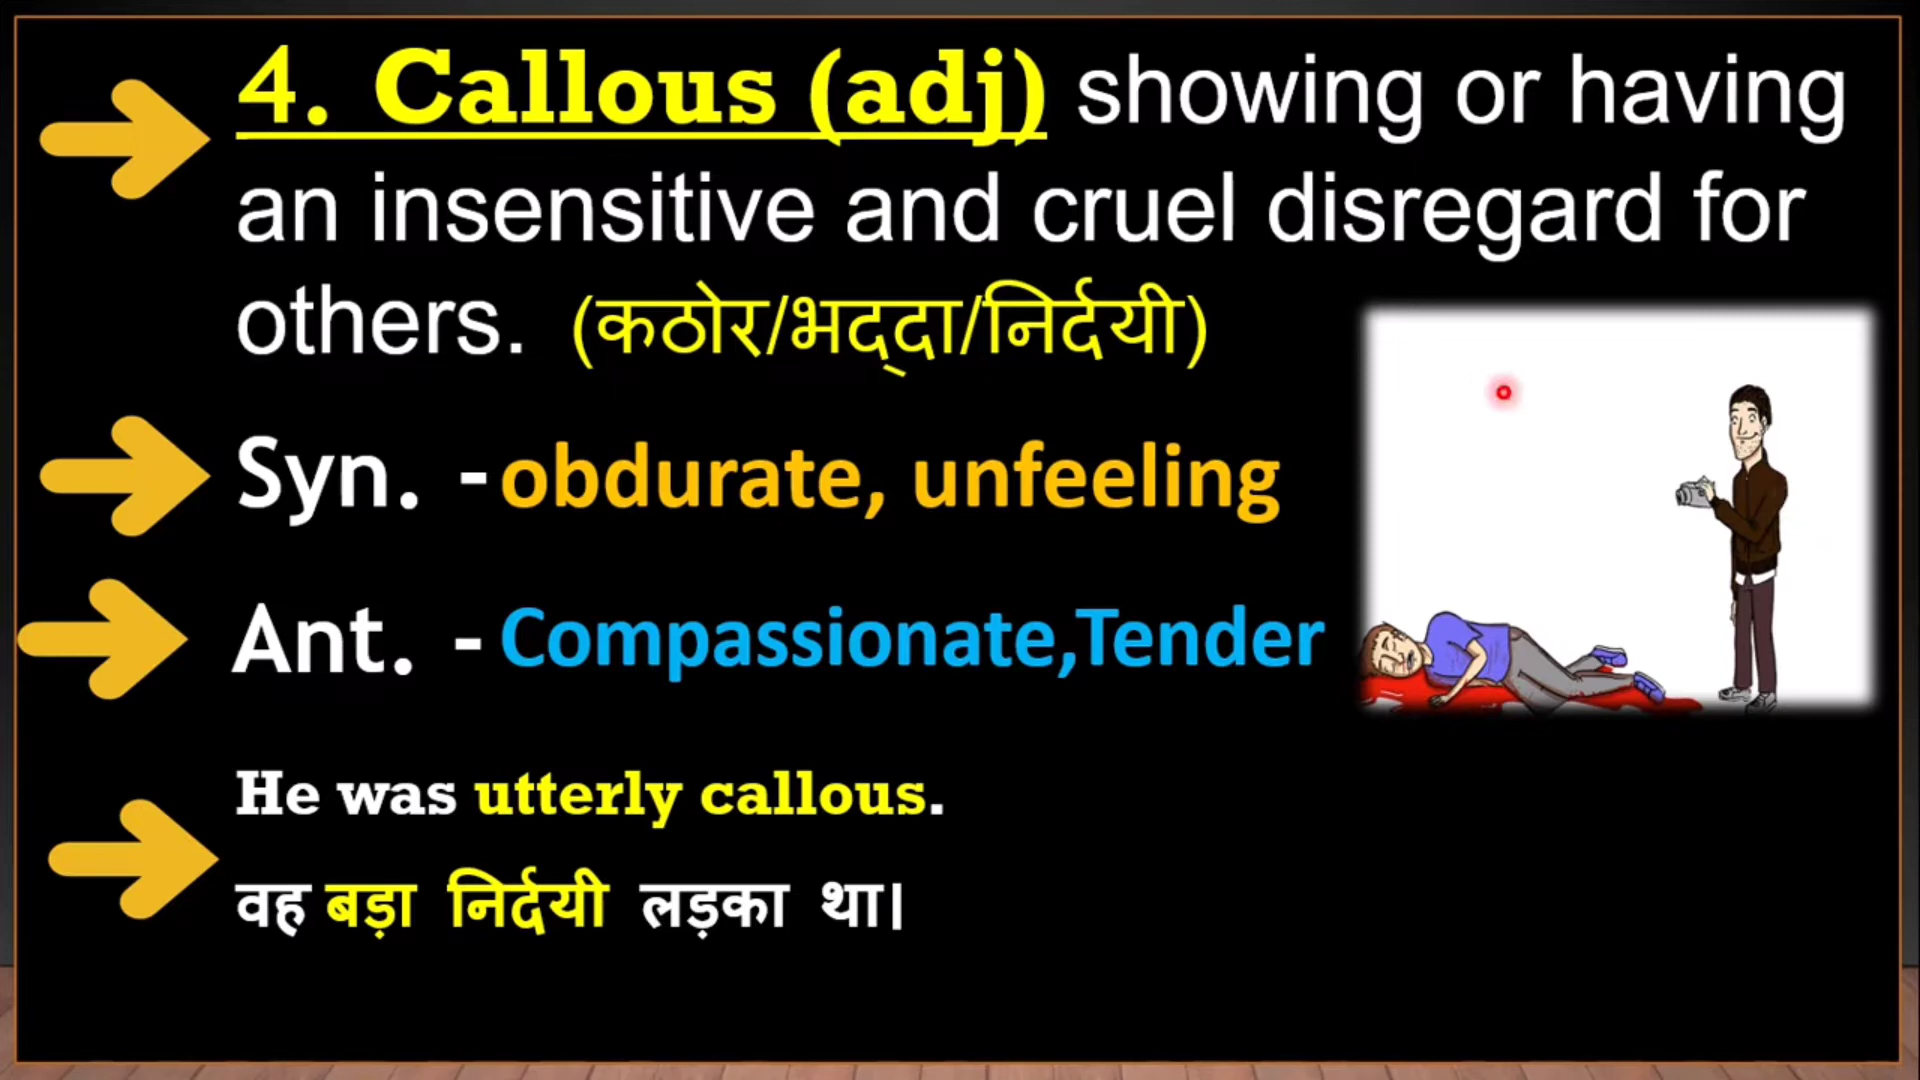 4. Callous (adj) showing or having
an insensitive and cruel disregard for
others. (कठोर/भद्दा/निर्दयी)
Syn. -obdurate, unfeeling
Ant. -Compassionate,Tender
He was utterly callous.
वह बड़ा निर्दयी लड़का था।